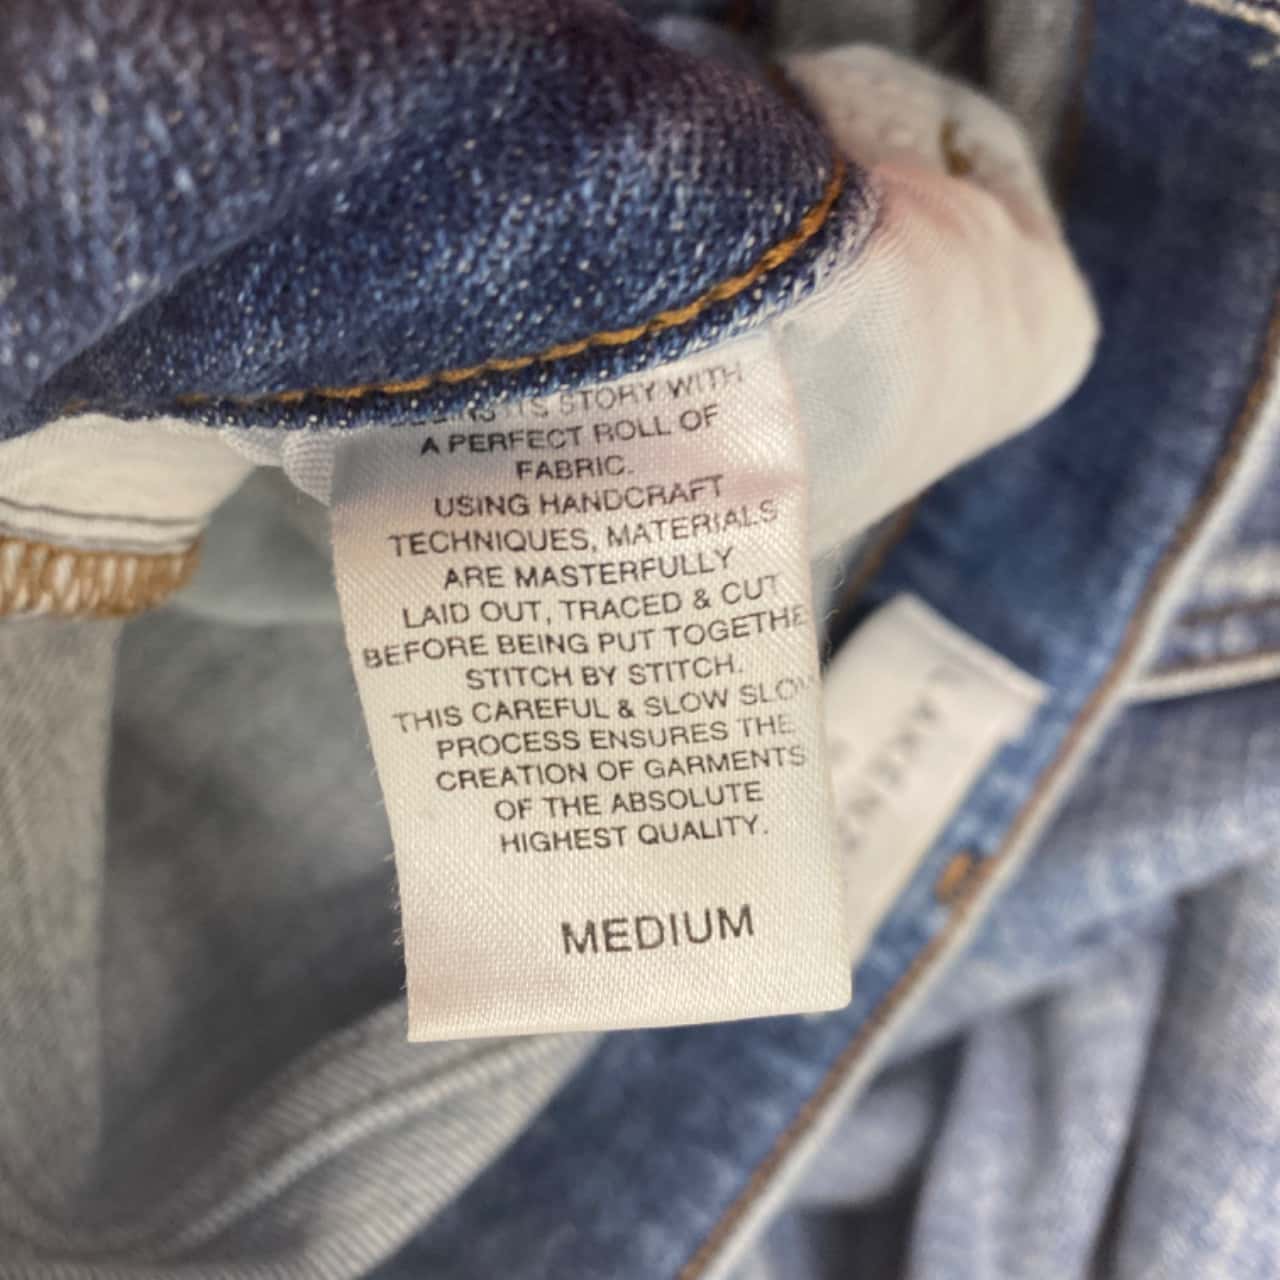 ITS STORY WITH
A PERFECT ROLL OF
FABRIC.
USING HANDCRAFT
TECHNIQUES, MATERIALS
ARE MASTERFULLY
LAID OUT, TRACED & CUT
BEFORE BEING PUT TOGETHE
STITCH BY STITCH.
THIS CAREFUL & SLOW SLOW
PROCESS ENSURES THE
CREATION OF GARMENTS
OF THE ABSOLUTE
HIGHEST QUALITY.
MEDIUM